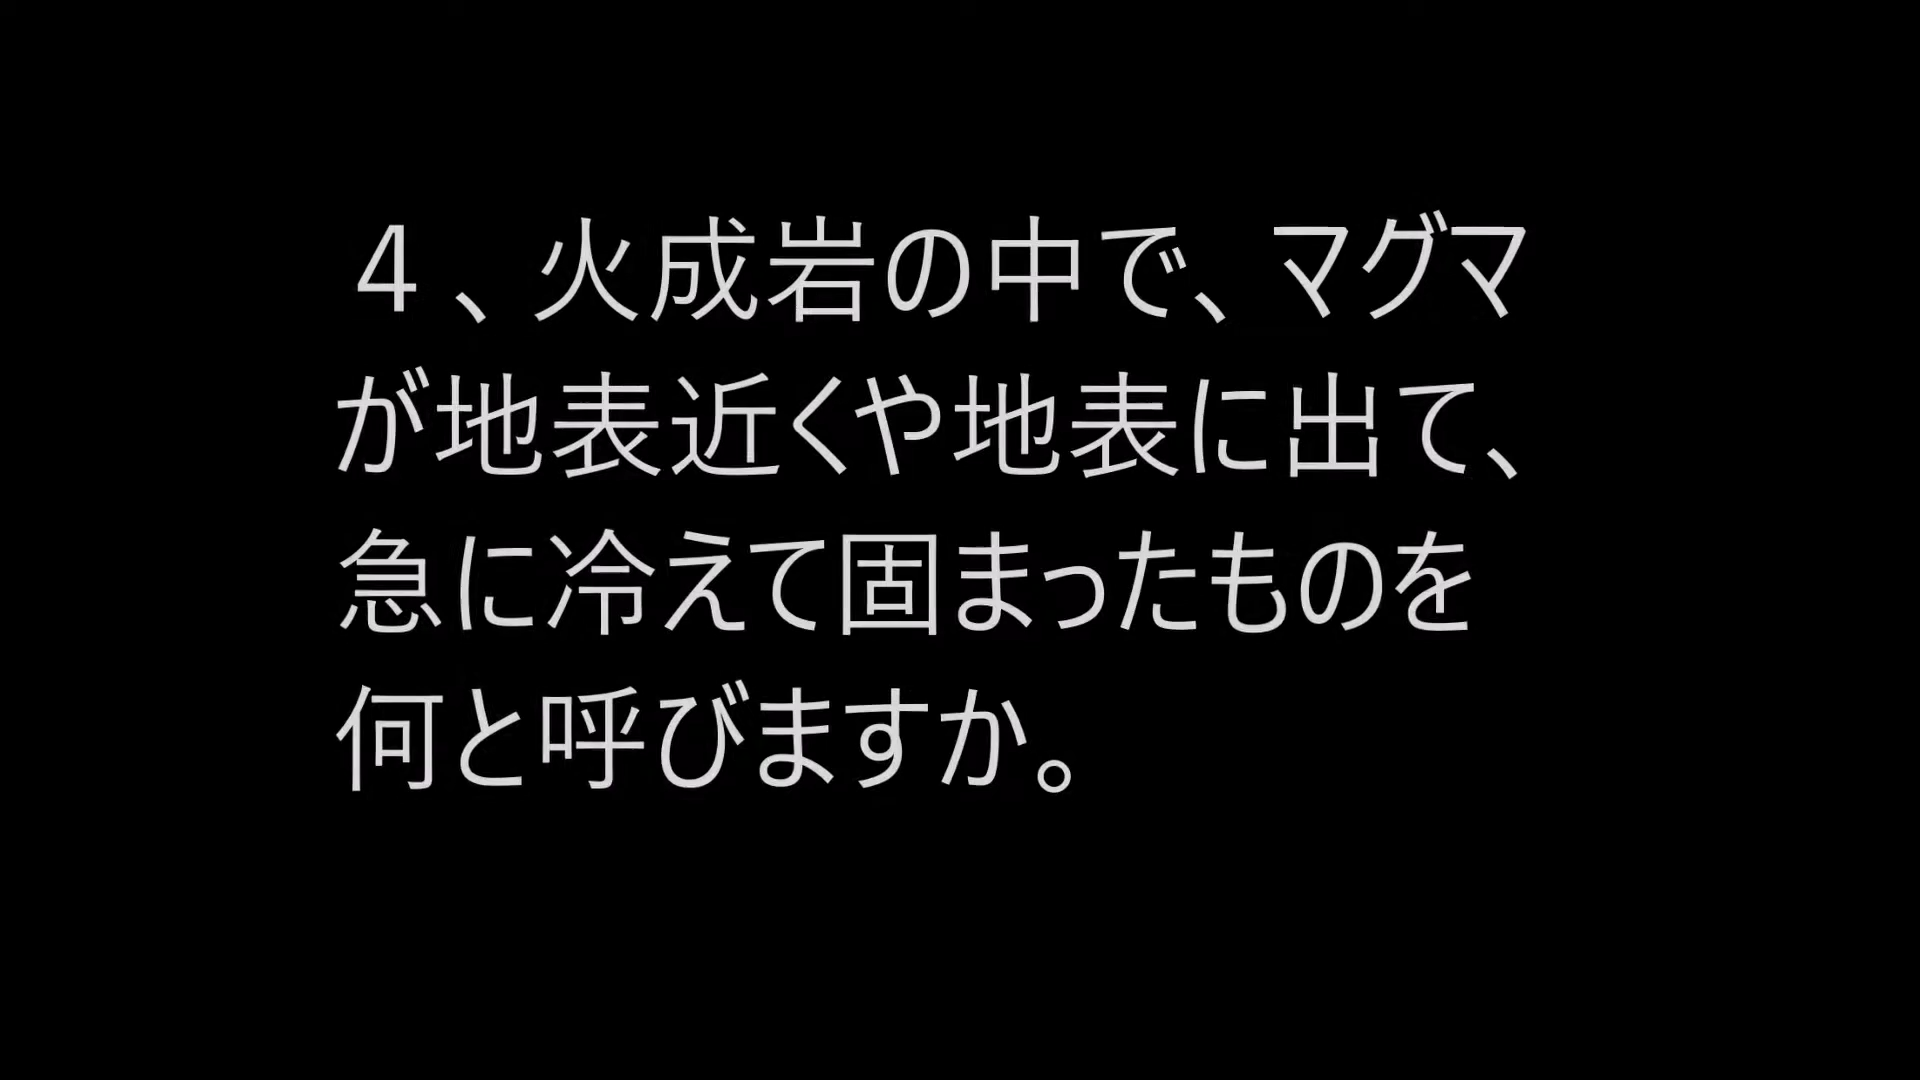 ４、火成岩の中で、マグマ
が地表近くや地表に出て、
急に冷えて固まったものを
何と呼びますか。